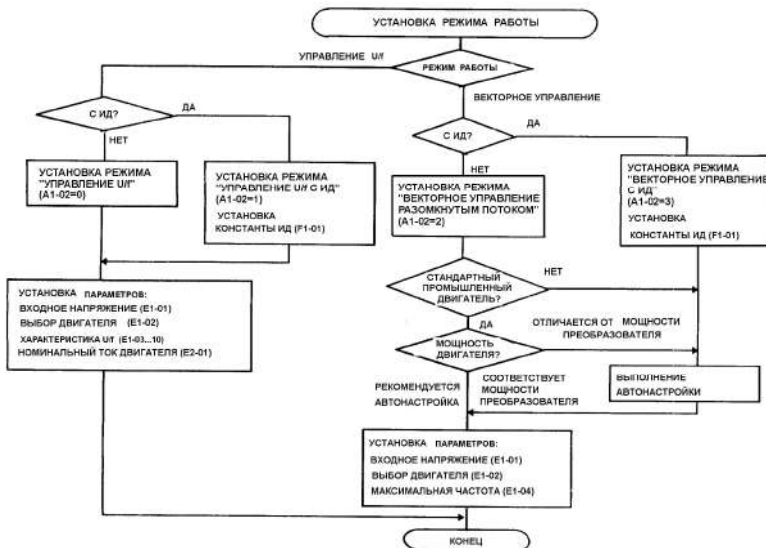 УСТАНОВКА РЕЖИМА РАБОТЫ
УПРАВЛЕНИЕ U/f
РЕЖИМ РАБОТЫ
ВЕКТОРНОЕ УПРАВЛЕНИЕ
С ИД?
ДА
НЕТ
С ИД?
ДА
НЕТ
УСТАНОВКА РЕЖИМА
"УПРАВЛЕНИЕ U/f"
(A1-02=0)
УСТАНОВКА РЕЖИМА
"УПРАВЛЕНИЕ U/f С ИД"
(A1-02=1)
УСТАНОВКА
КОНСТАНТЫ ИД (F1-01)
УСТАНОВКА РЕЖИМА
"ВЕКТОРНОЕ УПРАВЛЕНИЕ
РАЗОМКНУТЫМ ПОТОКОМ"
(A1-02=2)
УСТАНОВКА РЕЖИМА
"ВЕКТОРНОЕ УПРАВЛЕНИЕ
С ИД"
(A1-02=3)
УСТАНОВКА
КОНСТАНТЫ ИД (F1-01)
СТАНДАРТНЫЙ
ПРОМЫШЛЕННЫЙ
ДВИГАТЕЛЬ?
НЕТ
ДА
УСТАНОВКА ПАРАМЕТРОВ:
ВХОДНОЕ НАПРЯЖЕНИЕ (E1-01)
ВЫБОР ДВИГАТЕЛЯ (E1-02)
ХАРАКТЕРИСТИКА U/f (E1-03...10)
НОМИНАЛЬНЫЙ ТОК ДВИГАТЕЛЯ (E2-01)
МОЩНОСТЬ
ДВИГАТЕЛЯ?
ОТЛИЧАЕТСЯ ОТ МОЩНОСТИ
ПРЕОБРАЗОВАТЕЛЯ
РЕКОМЕНДУЕТСЯ
АВТОНАСТРОЙКА
СООТВЕТСТВУЕТ
МОЩНОСТИ
ПРЕОБРАЗОВАТЕЛЯ
ВЫПОЛНЕНИЕ
АВТОНАСТРОЙКИ
УСТАНОВКА ПАРАМЕТРОВ:
ВХОДНОЕ НАПРЯЖЕНИЕ (E1-01)
ВЫБОР ДВИГАТЕЛЯ (E1-02)
МАКСИМАЛЬНАЯ ЧАСТОТА (E1-04)
КОНЕЦ